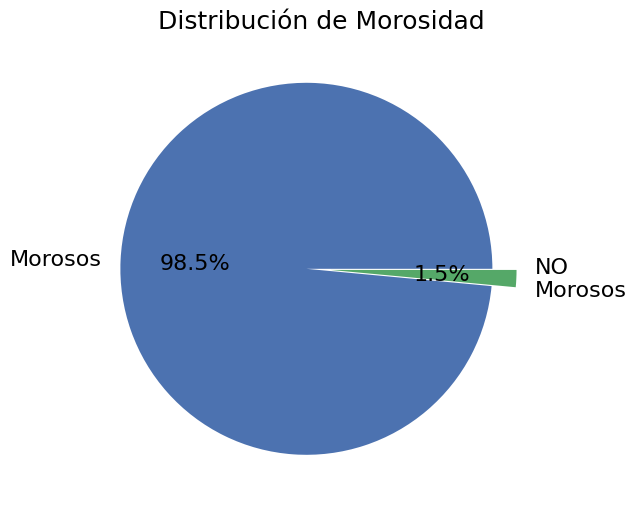 Distribución de Morosidad
Morosos
98.5%
1.5%
NO
Morosos